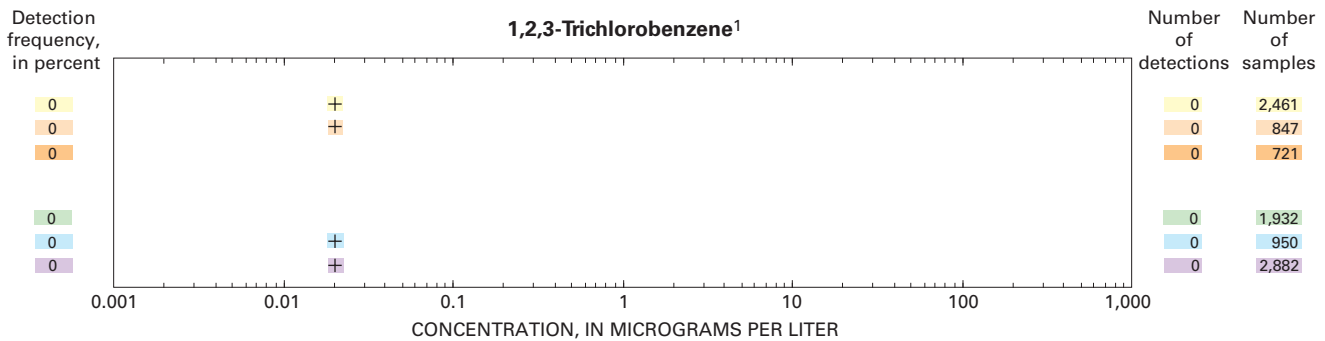 Detection
frequency,
in percent
1,2,3-Trichlorobenzene¹
Number
of
detections
Number
of
samples
0 0 2,461
0 0 847
0 0 721
0 0 1,932
0 0 950
0 0 2,882
0.001 0.01 0.1 1 10 100 1,000
CONCENTRATION, IN MICROGRAMS PER LITER